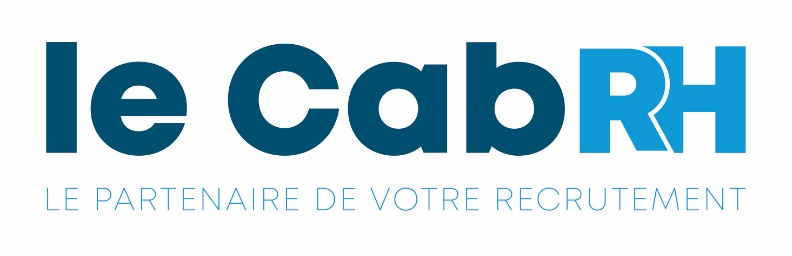 le CabRH
LE PARTENAIRE DE VOTRE RECRUTEMENT